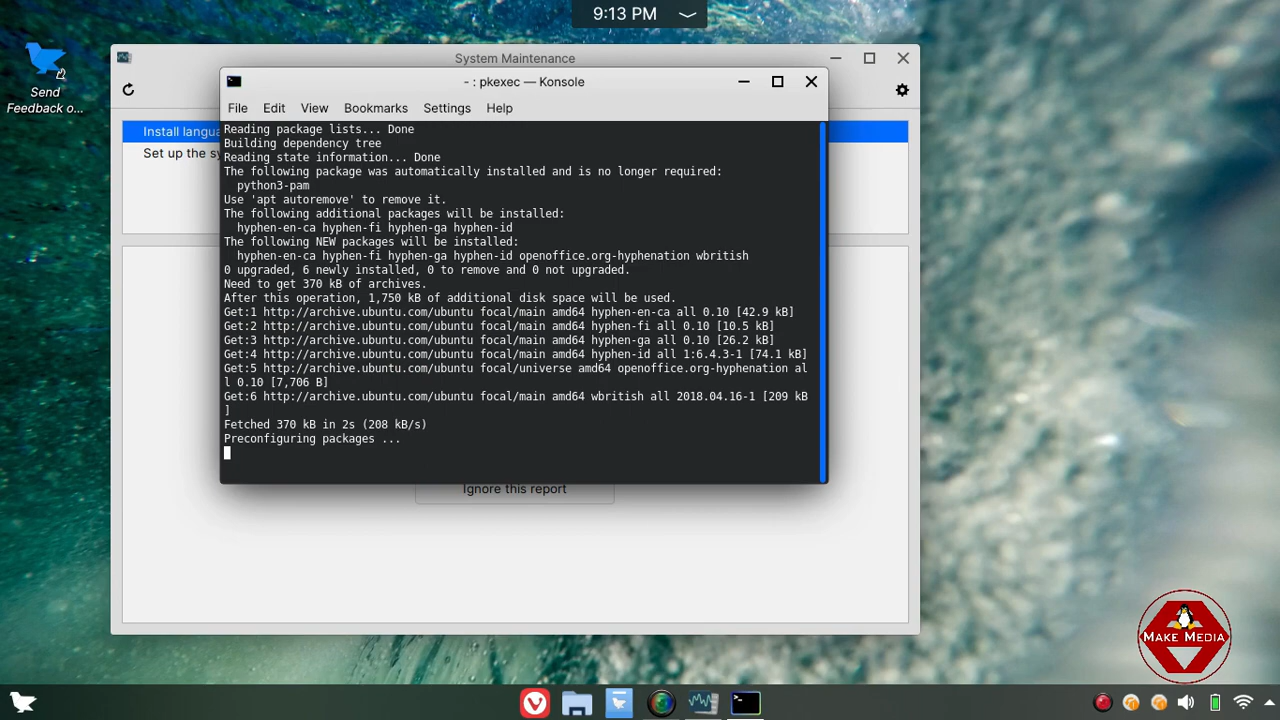 9:13 PM
Send
Feedback o...
System Maintenance
- : pkexec — Konsole
File Edit View Bookmarks Settings Help
Install langua
Set up the sy
Reading package lists... Done
Building dependency tree
Reading state information... Done
The following package was automatically installed and is no longer required:
python3-pam
Use 'apt autoremove' to remove it.
The following additional packages will be installed:
hyphen-en-ca hyphen-fi hyphen-ga hyphen-id
The following NEW packages will be installed:
hyphen-en-ca hyphen-fi hyphen-ga hyphen-id openoffice.org-hyphenation wbritish
0 upgraded, 6 newly installed, 0 to remove and 0 not upgraded.
Need to get 370 kB of archives.
After this operation, 1,750 kB of additional disk space will be used.
Get:1 http://archive.ubuntu.com/ubuntu focal/main amd64 hyphen-en-ca all 0.10 [42.9 kB]
Get:2 http://archive.ubuntu.com/ubuntu focal/main amd64 hyphen-fi all 0.10 [10.5 kB]
Get:3 http://archive.ubuntu.com/ubuntu focal/main amd64 hyphen-ga all 0.10 [26.2 kB]
Get:4 http://archive.ubuntu.com/ubuntu focal/main amd64 hyphen-id all 1:6.4.3-1 [74.1 kB]
Get:5 http://archive.ubuntu.com/ubuntu focal/universe amd64 openoffice.org-hyphenation al
l 0.10 [7,706 B]
Get:6 http://archive.ubuntu.com/ubuntu focal/main amd64 wbritish all 2018.04.16-1 [209 kB
]
Fetched 370 kB in 2s (208 kB/s)
Preconfiguring packages ...
Ignore this report
MAKE MEDIA